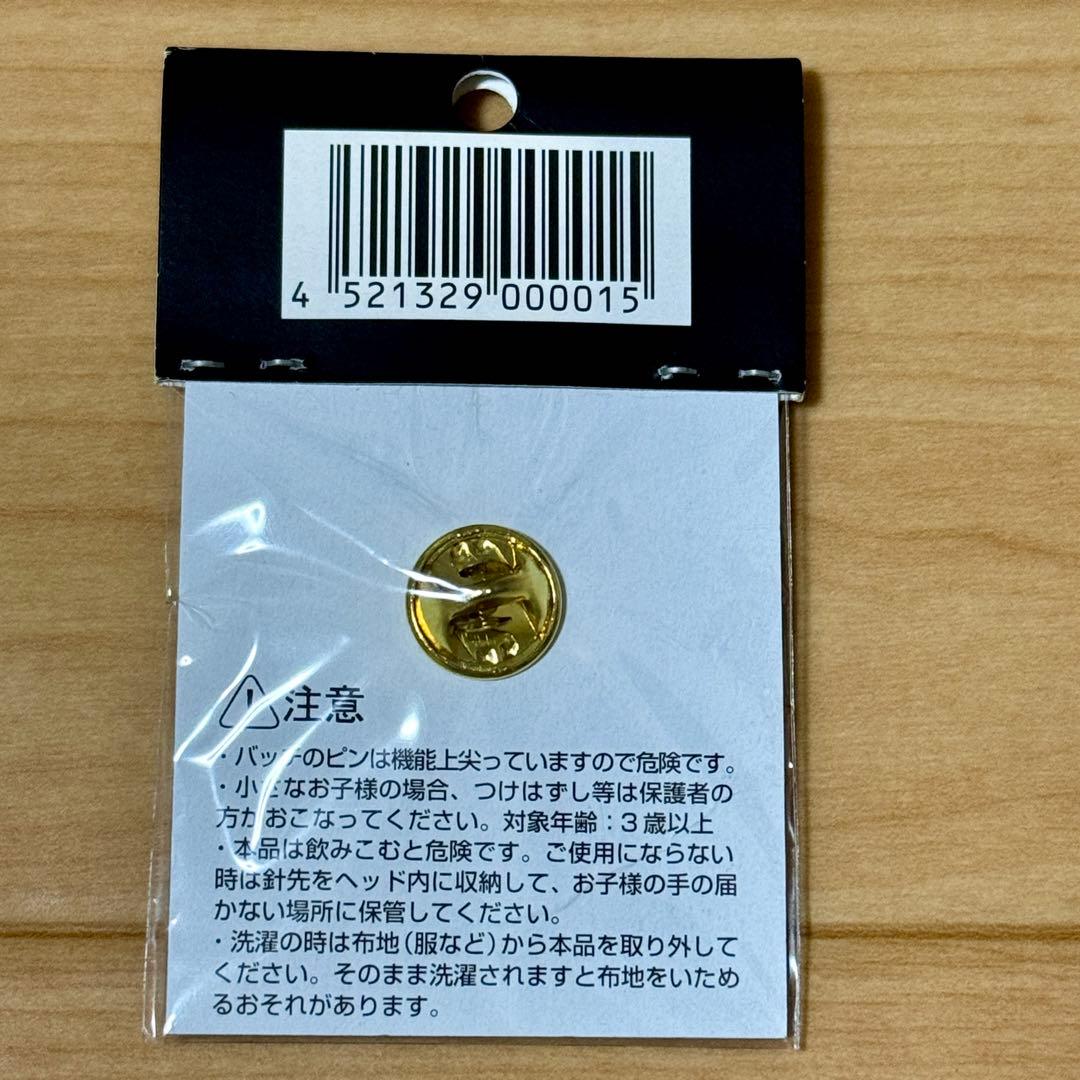 4 521329 000015
注意
・バッチのピンは機能上尖っていますので危険です。
・小さなお子様の場合、つけはずし等は保護者の
方がおこなってください。対象年齢：3歳以上
・本品は飲みこむと危険です。ご使用にならない
時は針先をヘッド内に収納して、お子様の手の届
かない場所に保管してください。
・洗濯の時は布地（服など）から本品を取り外して
ください。そのまま洗濯されますと布地をいため
るおそれがあります。